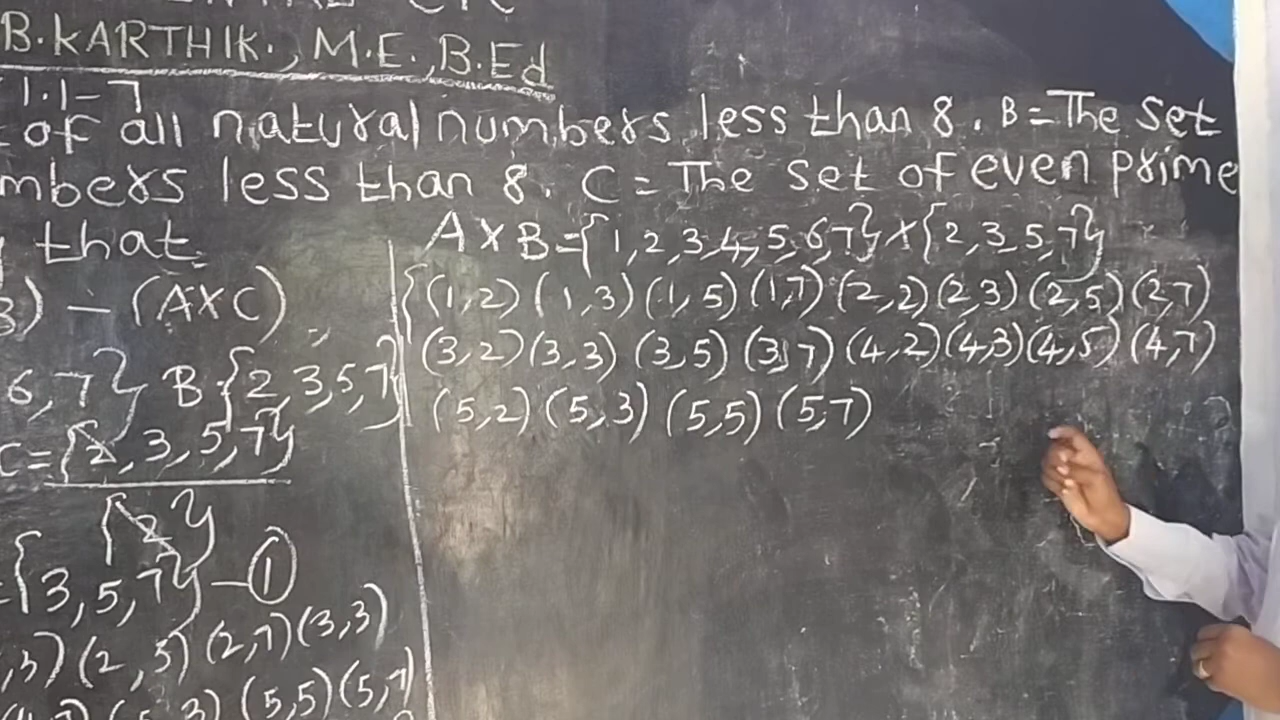 B.KARTHIK., M.E., B.Ed
1.1-7
of all natural numbers less than 8. B = The set
mbers less than 8. C = The set of even prime
that
A X B = {1,2,3,4,5,6,7} X {2,3,5,7}
{(1,2) (1,3) (1,5) (1,7) (2,2) (2,3) (2,5) (2,7)
(3,2) (3,3) (3,5) (3,7) (4,2) (4,3) (4,5) (4,7)
(5,2) (5,3) (5,5) (5,7)
) - (AXC)
6,7} B {2,3,5,7}
C = {2,3,5,7}
{2}
= {3,5,7} - 1
,3) (2,5) (2,7) (3,3)
3) (5,5) (5,7)